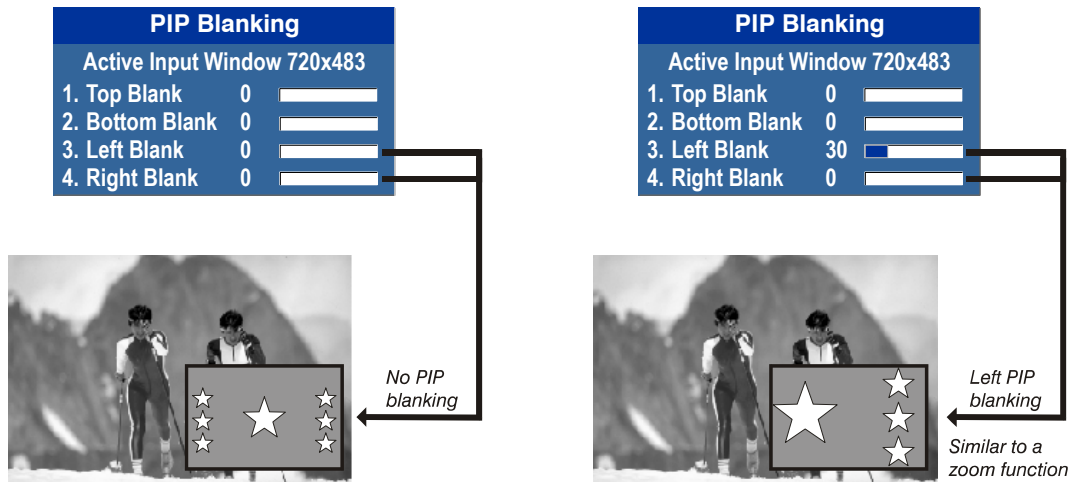 PIP Blanking
Active Input Window 720x483
1. Top Blank 0
2. Bottom Blank 0
3. Left Blank 0
4. Right Blank 0
No PIP
blanking
PIP Blanking
Active Input Window 720x483
1. Top Blank 0
2. Bottom Blank 0
3. Left Blank 30
4. Right Blank 0
Left PIP
blanking
Similar to a
zoom function